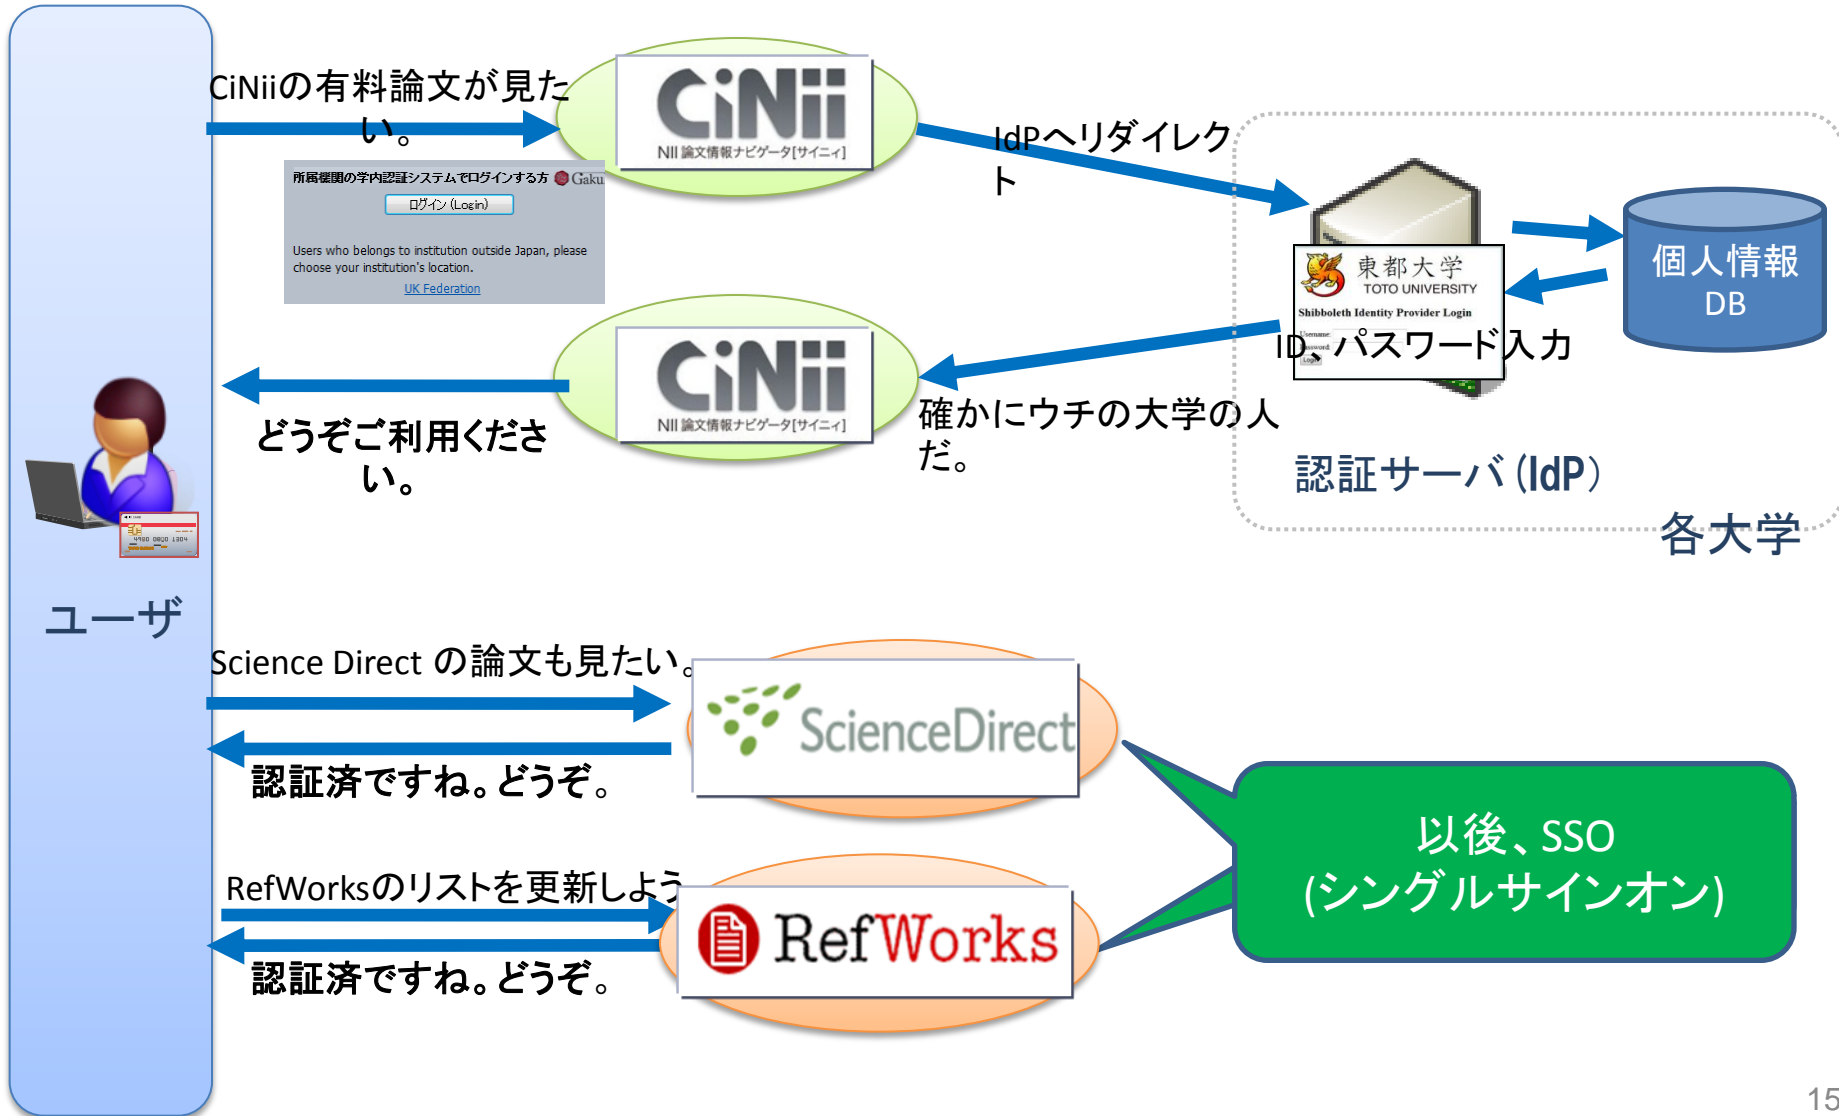 CiNiiの有料論文が見た
い。
CiNii
NII 論文情報ナビゲータ[サイニィ]
IdPへリダイレク
ト
所属機関の学内認証システムでログインする方 Gaku
ログイン (Login)
Users who belongs to institution outside Japan, please
choose your institution's location.
UK Federation
東都大学
TOTO UNIVERSITY
Shibboleth Identity Provider Login
Username:
Password:
Login
ID、パスワード入力
個人情報
DB
CiNii
NII 論文情報ナビゲータ[サイニィ]
どうぞご利用くださ
い。
確かにウチの大学の人
だ。
認証サーバ (IdP)
各大学
4980 0800 1304
ユーザ
Science Direct の論文も見たい。
ScienceDirect
認証済ですね。どうぞ。
RefWorksのリストを更新しよう
RefWorks
認証済ですね。どうぞ。
以後、SSO
(シングルサインオン)
15